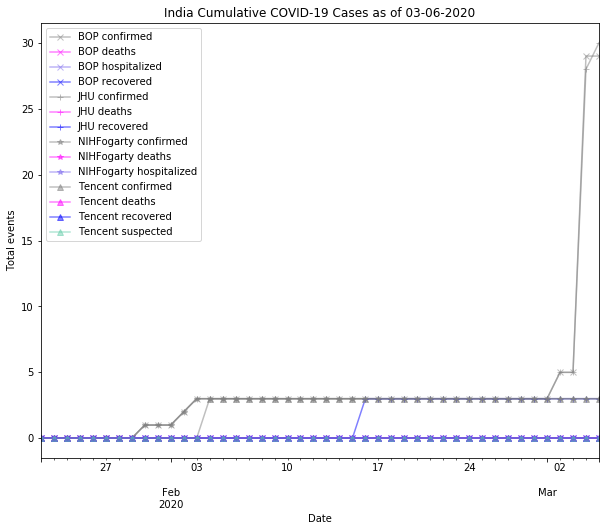 India Cumulative COVID-19 Cases as of 03-06-2020
30
25
20
15
10
5
0
Total events
BOP confirmed
BOP deaths
BOP hospitalized
BOP recovered
JHU confirmed
JHU deaths
JHU recovered
NIHFogarty confirmed
NIHFogarty deaths
NIHFogarty hospitalized
Tencent confirmed
Tencent deaths
Tencent recovered
Tencent suspected
27 03 10 17 24 02
Feb Mar
2020
Date